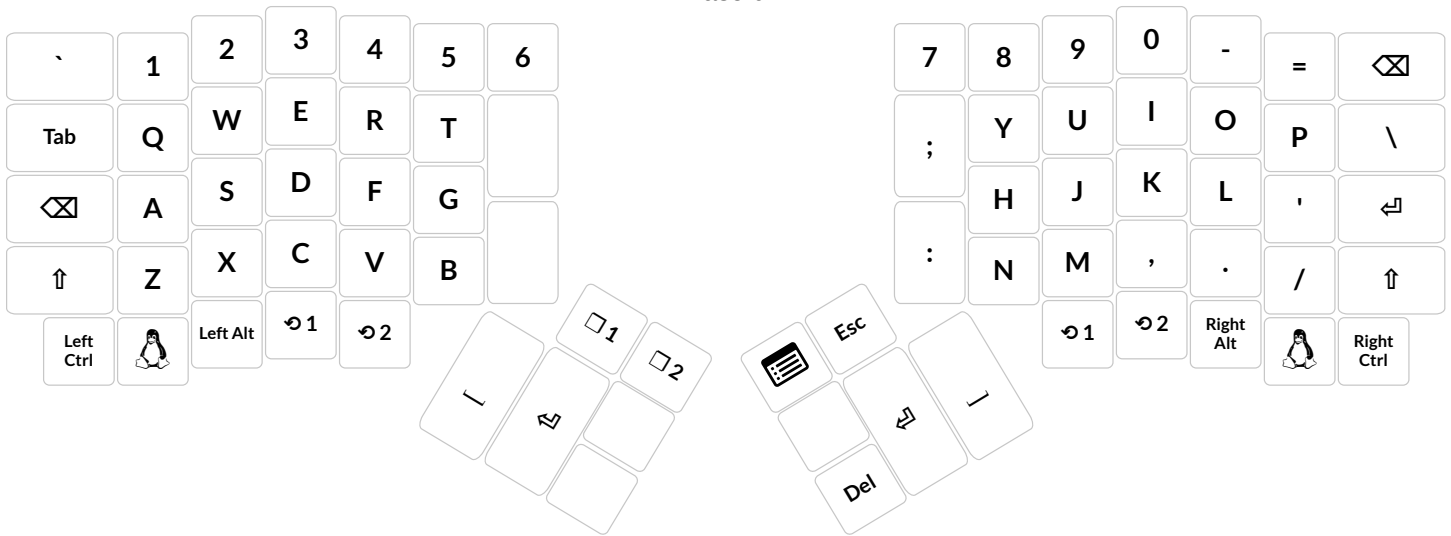 ` 1 2 3 4 5 6 7 8 9 0 - = ⌫
Tab Q W E R T ; Y U I O P \
⌫ A S D F G H J K L ' ⏎
⇧ Z X C V B : N M , . / ⇧
Left Ctrl Left Alt ⟲ 1 ⟲ 2 ⟲ 1 ⟲ 2 Right Alt Right Ctrl
❑ 1 Esc
❑ 2
[ ⏎ ⏎ ]
Del